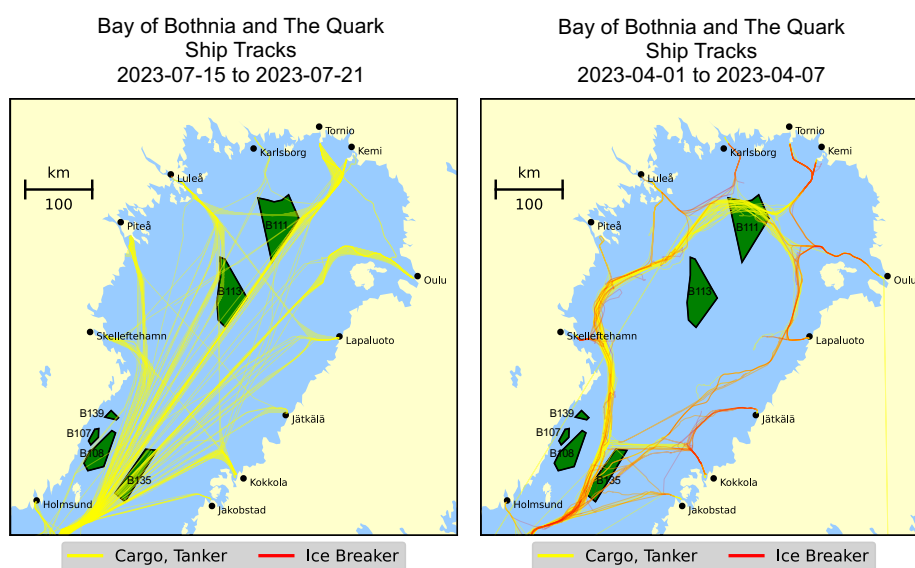 Bay of Bothnia and The Quark
Ship Tracks
2023-07-15 to 2023-07-21
Tornio
Karlsborg
Kemi
km
100
Luleå
Piteå
B111
Oulu
B113
Skelleftehamn
Lapaluoto
B139
Jätkälä
B107
B108
B135
Kokkola
Holmsund
Jakobstad
Cargo, Tanker
Ice Breaker
Bay of Bothnia and The Quark
Ship Tracks
2023-04-01 to 2023-04-07
Tornio
Karlsborg
Kemi
km
100
Luleå
Piteå
B111
Oulu
B113
Skelleftehamn
Lapaluoto
B139
Jätkälä
B107
B108
B135
Kokkola
Holmsund
Jakobstad
Cargo, Tanker
Ice Breaker